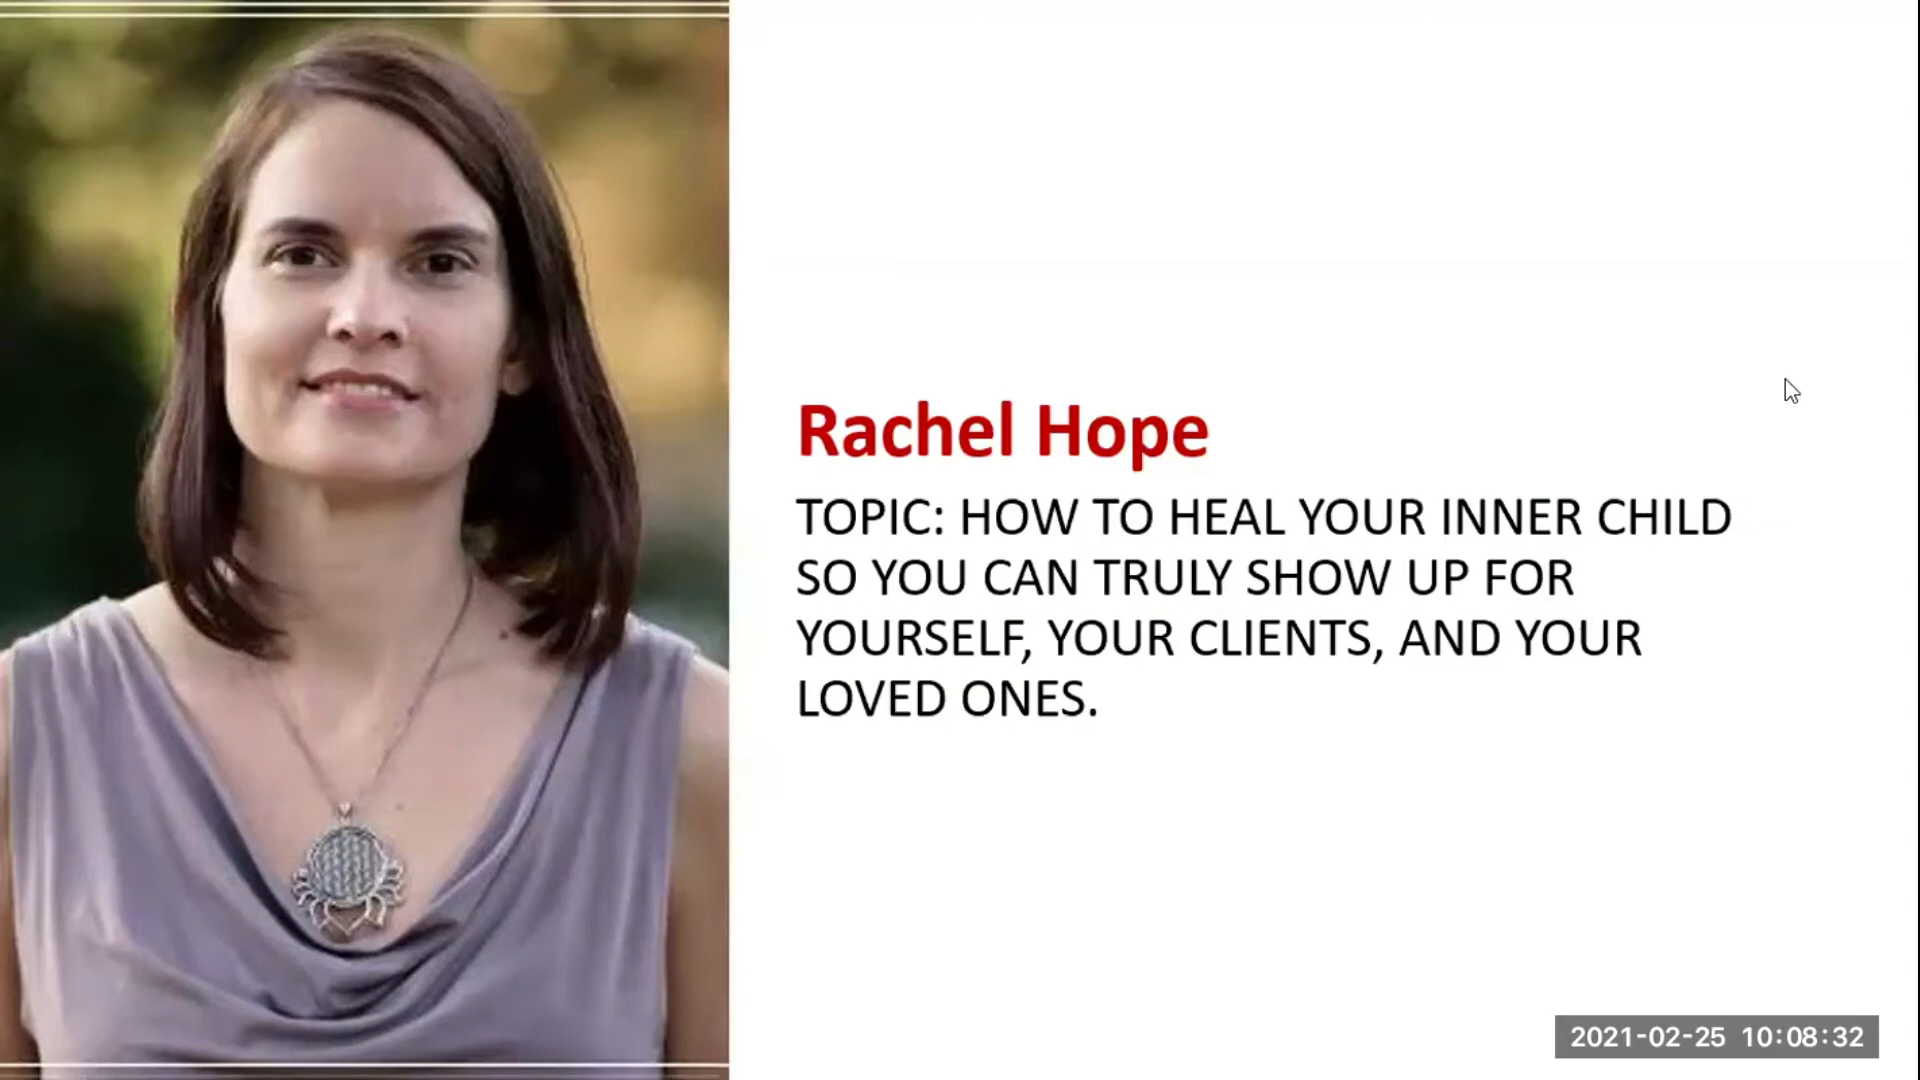 Rachel Hope
TOPIC: HOW TO HEAL YOUR INNER CHILD
SO YOU CAN TRULY SHOW UP FOR
YOURSELF, YOUR CLIENTS, AND YOUR
LOVED ONES.
2021-02-25 10:08:32